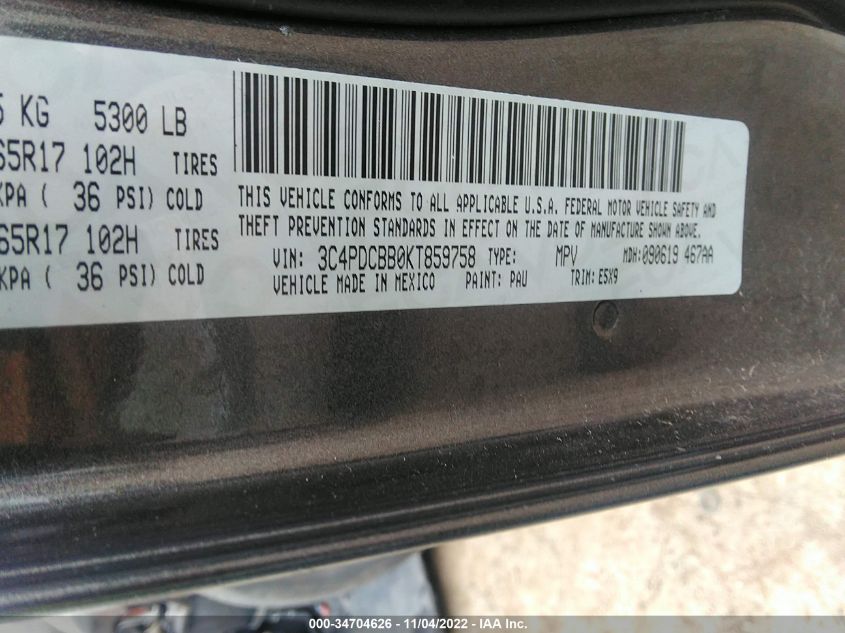 5 KG 5300 LB
65R17 102H TIRES
KPA ( 36 PSI) COLD
65R17 102H TIRES
KPA ( 36 PSI) COLD
THIS VEHICLE CONFORMS TO ALL APPLICABLE U.S.A. FEDERAL MOTOR VEHICLE SAFETY AND
THEFT PREVENTION STANDARDS IN EFFECT ON THE DATE OF MANUFACTURE SHOWN ABOVE.
VIN: 3C4PDCBB0KT859758 TYPE: MPV MDH:090619 467AA
VEHICLE MADE IN MEXICO PAINT: PAU TRIM: E5X9
000-34704626 - 11/04/2022 - IAA Inc.